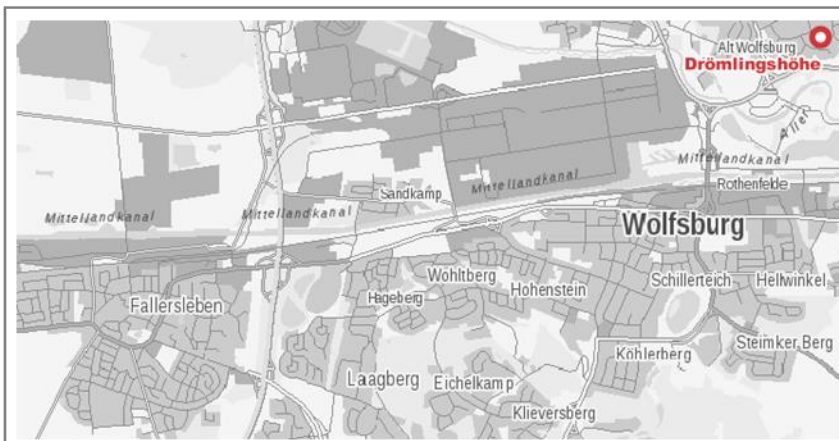 Alt Wolfsburg
Drömlingshöhe
Aller
Mittellandkanal
Mittellandkanal
Sandkamp
Rothenfelde
Mittellandkanal
Mittellandkanal
Wolfsburg
Wohltberg
Schillerteich
Hellwinkel
Hohenstein
Fallersleben
Hageberg
Steimker Berg
Köhlerberg
Laagberg
Eichelkamp
Klieversberg